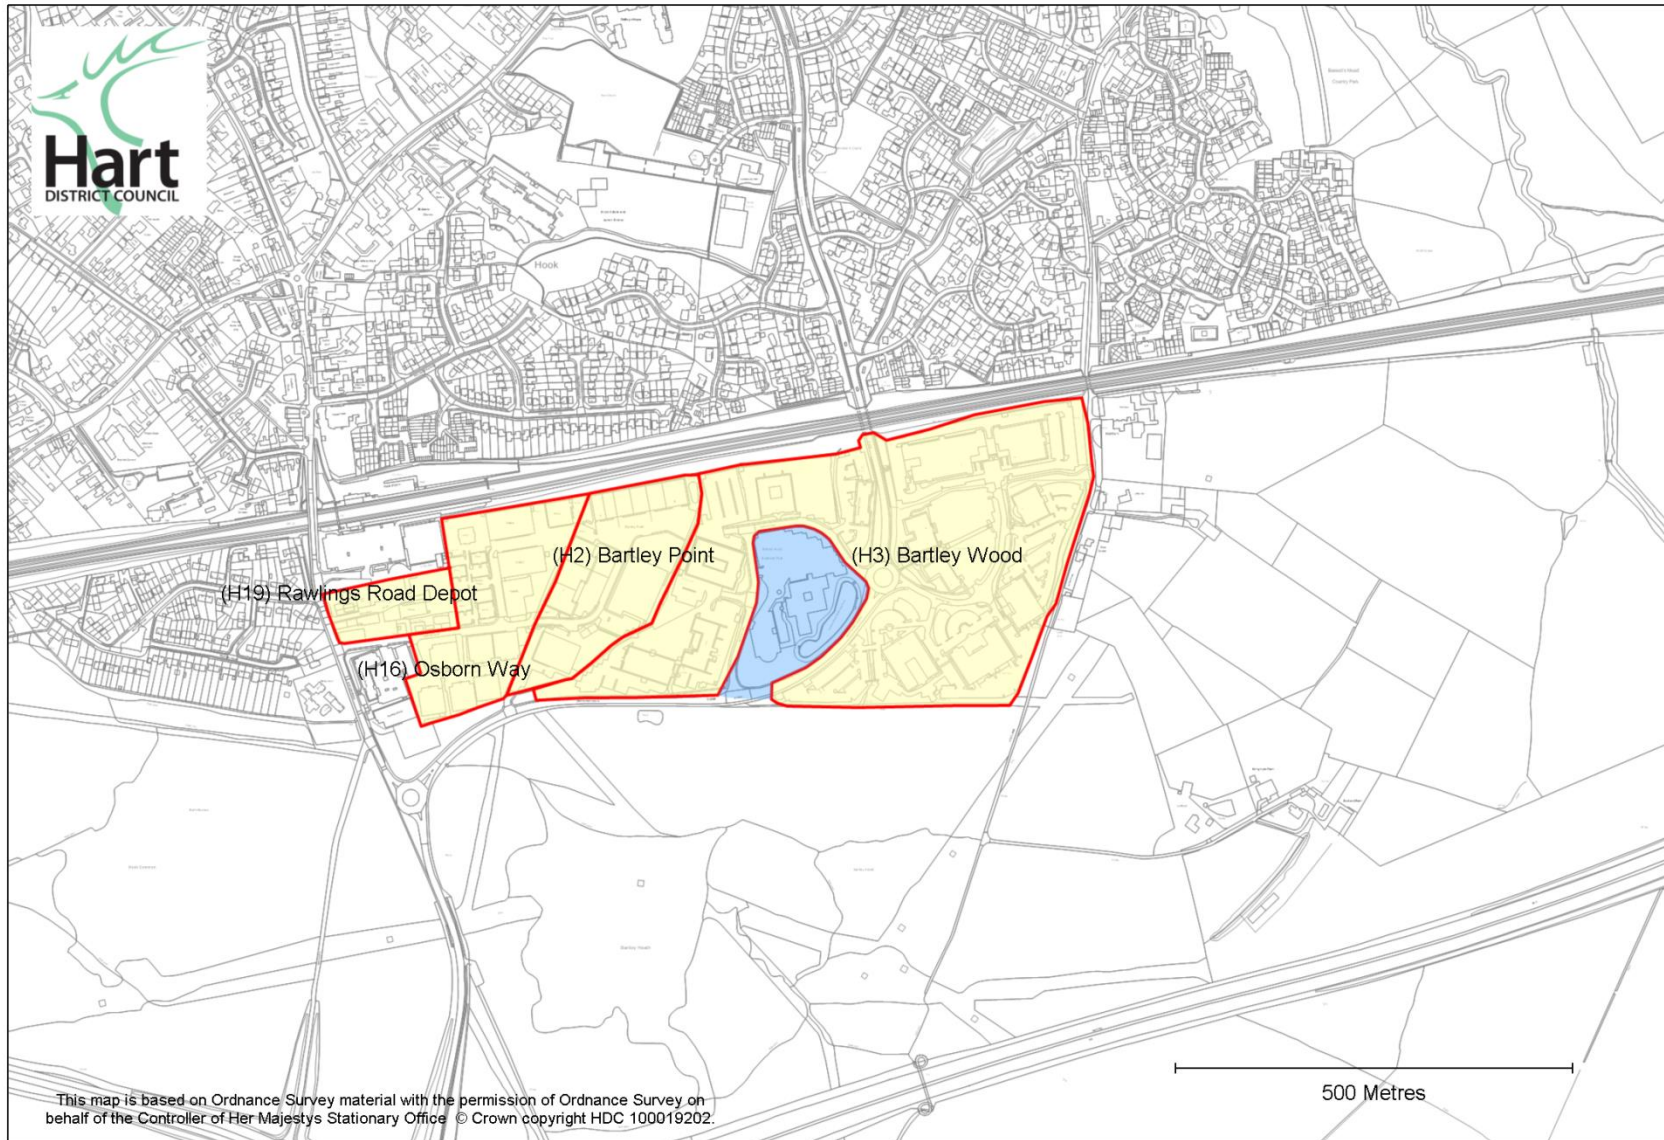 Hart
DISTRICT COUNCIL
Hook
(H2) Bartley Point
(H3) Bartley Wood
(H19) Rawlings Road Depot
(H16) Osborn Way
Bartley Heath
500 Metres
This map is based on Ordnance Survey material with the permission of Ordnance Survey on
behalf of the Controller of Her Majestys Stationary Office © Crown copyright HDC 100019202.